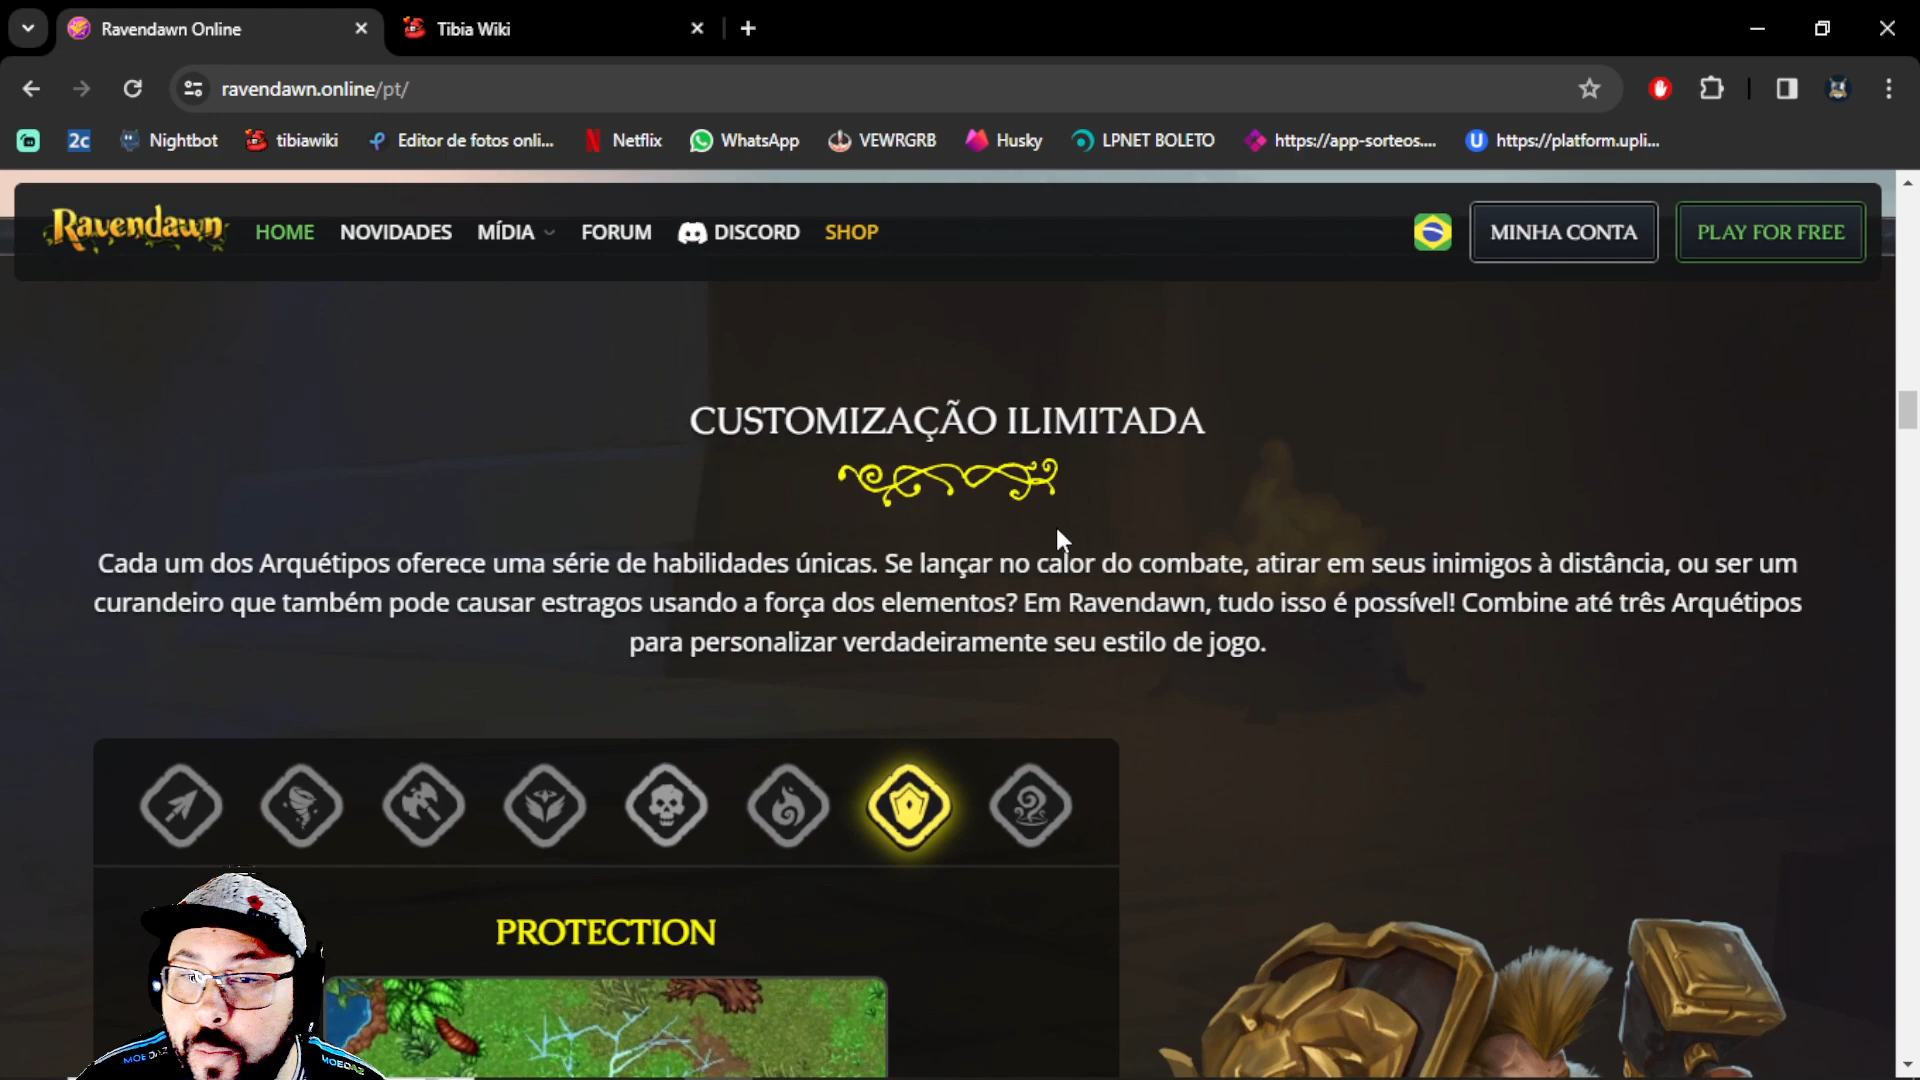 Ravendawn Online
Tibia Wiki
ravendawn.online/pt/
2c
Nightbot
tibiawiki
Editor de fotos onli...
Netflix
WhatsApp
VEWRGRB
Husky
LPNET BOLETO
https://app-sorteos....
U
https://platform.upli...
Ravendawn
HOME
NOVIDADES
MÍDIA
FORUM
DISCORD
SHOP
MINHA CONTA
PLAY FOR FREE
CUSTOMIZAÇÃO ILIMITADA
Cada um dos Arquétipos oferece uma série de habilidades únicas. Se lançar no calor do combate, atirar em seus inimigos à distância, ou ser um
curandeiro que também pode causar estragos usando a força dos elementos? Em Ravendawn, tudo isso é possível! Combine até três Arquétipos
para personalizar verdadeiramente seu estilo de jogo.
PROTECTION